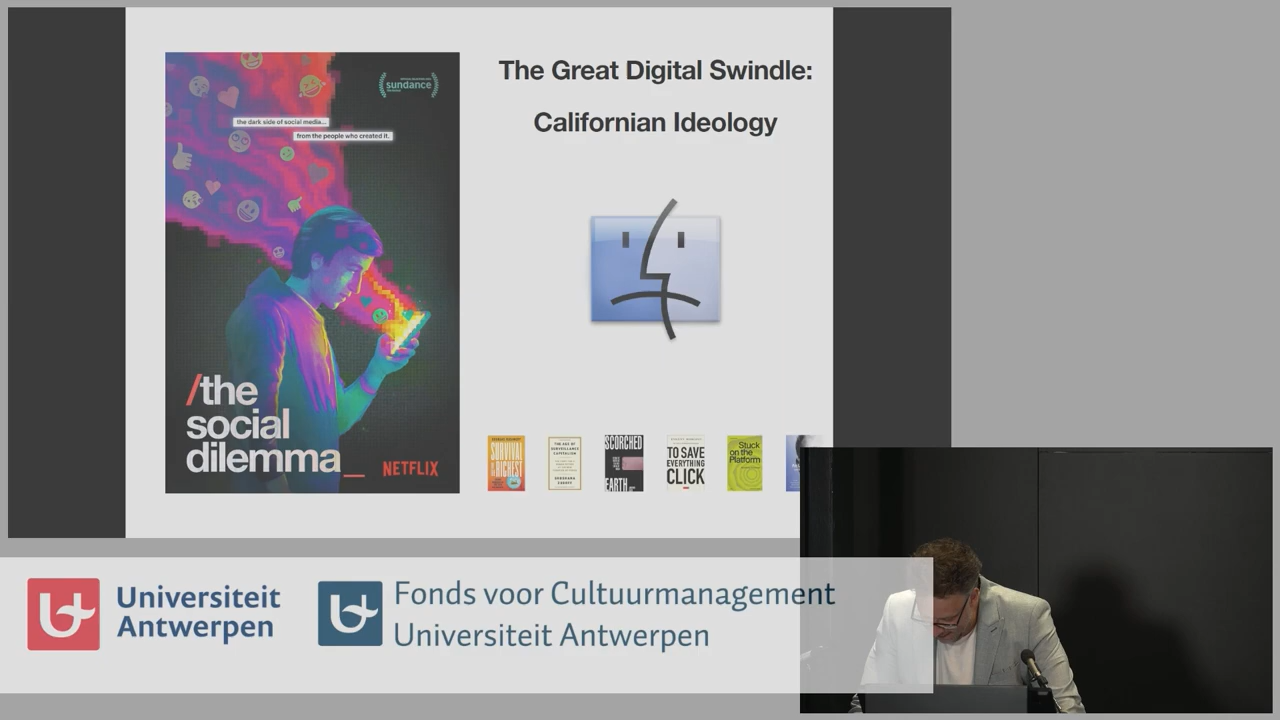 The Great Digital Swindle:
Californian Ideology
sundance
the dark side of social media...
from the people who created it.
/the
social
dilemma_
NETFLIX
SURVIVAL
RICHEST
THE AGE OF
SURVEILLANCE
CAPITALISM
SHOSHANA
ZUBOFF
SCORCHED
EARTH
TO SAVE
EVERYTHING
CLICK
Stuck
on the
Platform
Universiteit
Antwerpen
Fonds voor Cultuurmanagement
Universiteit Antwerpen